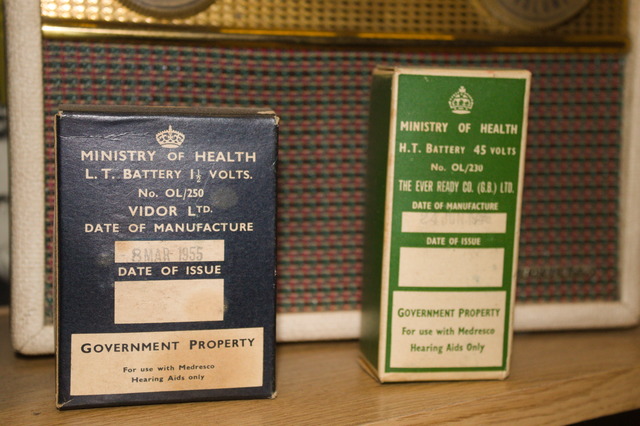 MINISTRY OF HEALTH
L.T. BATTERY 1½ VOLTS.
No. OL/250
VIDOR LTD.
DATE OF MANUFACTURE
8 MAR 1955
DATE OF ISSUE
GOVERNMENT PROPERTY
For use with Medresco
Hearing Aids only
MINISTRY OF HEALTH
H.T. BATTERY 45 VOLTS
No. OL/230
THE EVER READY CO. (G.B.) LTD.
DATE OF MANUFACTURE
DATE OF ISSUE
GOVERNMENT PROPERTY
For use with Medresco
Hearing Aids Only